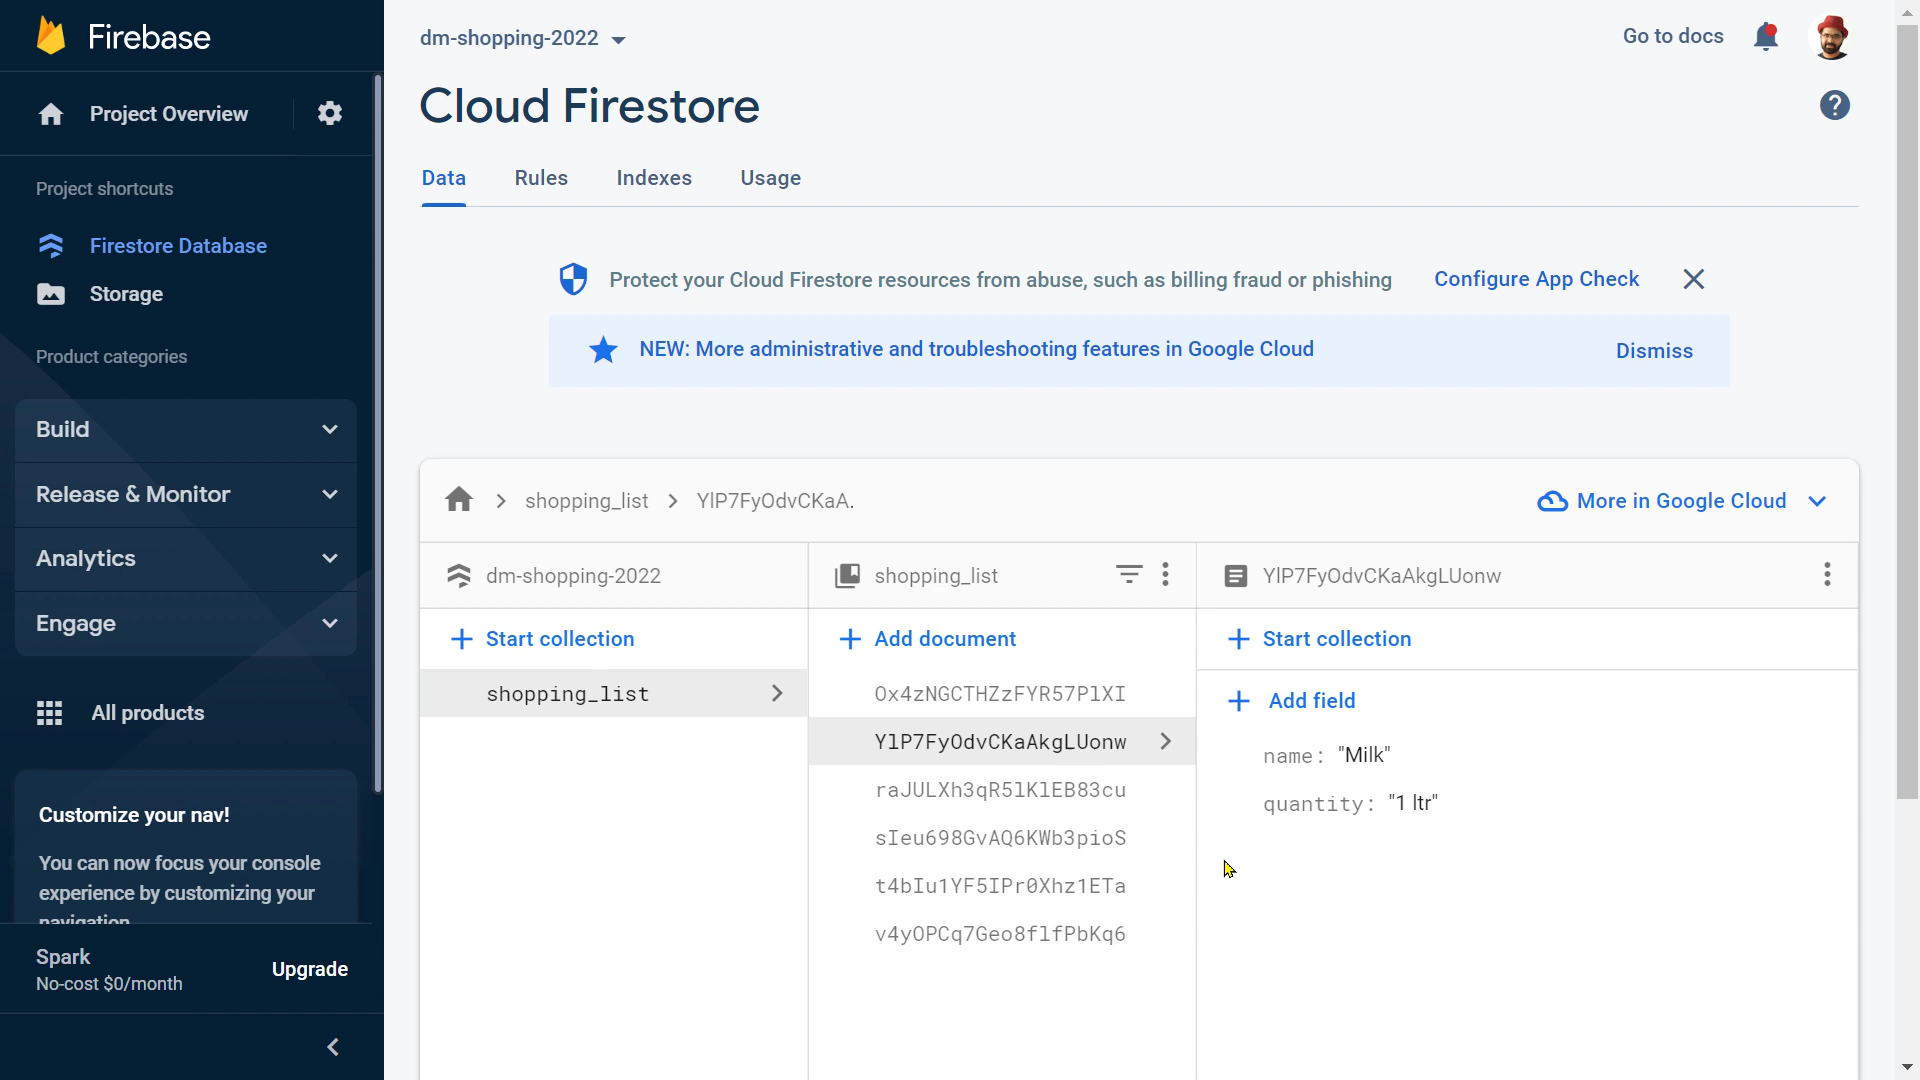 Firebase
Project Overview
Project shortcuts
Firestore Database
Storage
Product categories
Build
Release & Monitor
Analytics
Engage
All products
Customize your nav!
You can now focus your console
experience by customizing your
navigation
Spark
No-cost $0/month
Upgrade
dm-shopping-2022
Go to docs
Cloud Firestore
Data Rules Indexes Usage
Protect your Cloud Firestore resources from abuse, such as billing fraud or phishing Configure App Check
NEW: More administrative and troubleshooting features in Google Cloud Dismiss
shopping_list YlP7FyOdvCKaA.
More in Google Cloud
dm-shopping-2022
Start collection
shopping_list
shopping_list
Add document
0x4zNGCTHZzFYR57PlXI
YlP7FyOdvCKaAkgLUonw
raJULXh3qR5lKlEB83cu
sIeu698GvAQ6KWb3pioS
t4bIu1YF5IPr0Xhz1ETa
v4yOPCq7Geo8flfPbKq6
YlP7FyOdvCKaAkgLUonw
Start collection
Add field
name: "Milk"
quantity: "1 ltr"